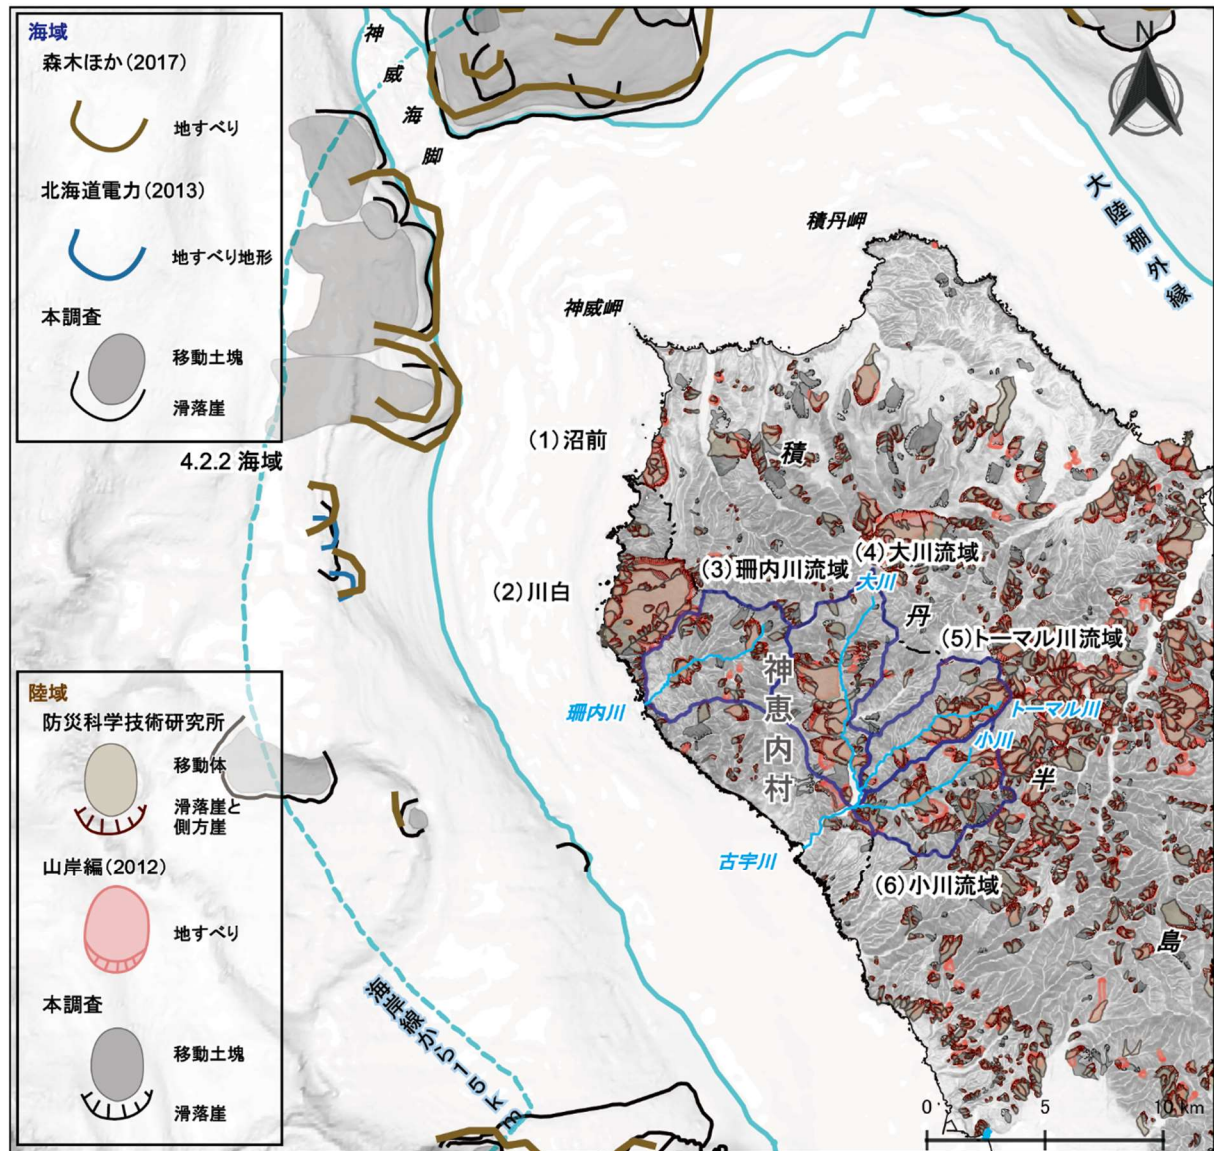 海域
森木ほか(2017)
地すべり
北海道電力(2013)
地すべり地形
本調査
移動土塊
滑落崖
4.2.2 海域
陸域
防災科学技術研究所
移動体
滑落崖と
側方崖
山岸編(2012)
地すべり
本調査
移動土塊
滑落崖
神威海脚
N
大陸棚外縁
積丹岬
神威岬
(1)沼前
積
(2)川白
(3)珊内川流域
(4)大川流域
大川
丹
(5)トーマル川流域
神恵内村
珊内川
トーマル川
小川
半
古宇川
(6)小川流域
島
海岸線から15km
0
5
10 km